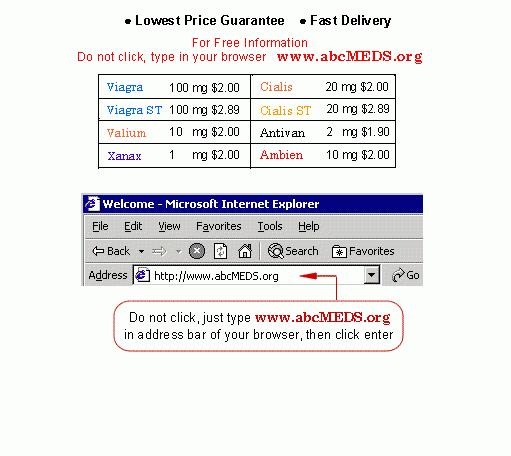 • Lowest Price Guarantee • Fast Delivery
For Free Information
Do not click, type in your browser www.abcMEDS.org
Viagra 100 mg $2.00 Cialis 20 mg $2.00
Viagra ST 100 mg $2.89 Cialis ST 20 mg $2.89
Valium 10 mg $2.00 Antivan 2 mg $1.90
Xanax 1 mg $2.00 Ambien 10 mg $2.00
Welcome - Microsoft Internet Explorer
File Edit View Favorites Tools Help
Back Search Favorites
Address http://www.abcMEDS.org Go
Do not click, just type www.abcMEDS.org
in address bar of your browser, then click enter